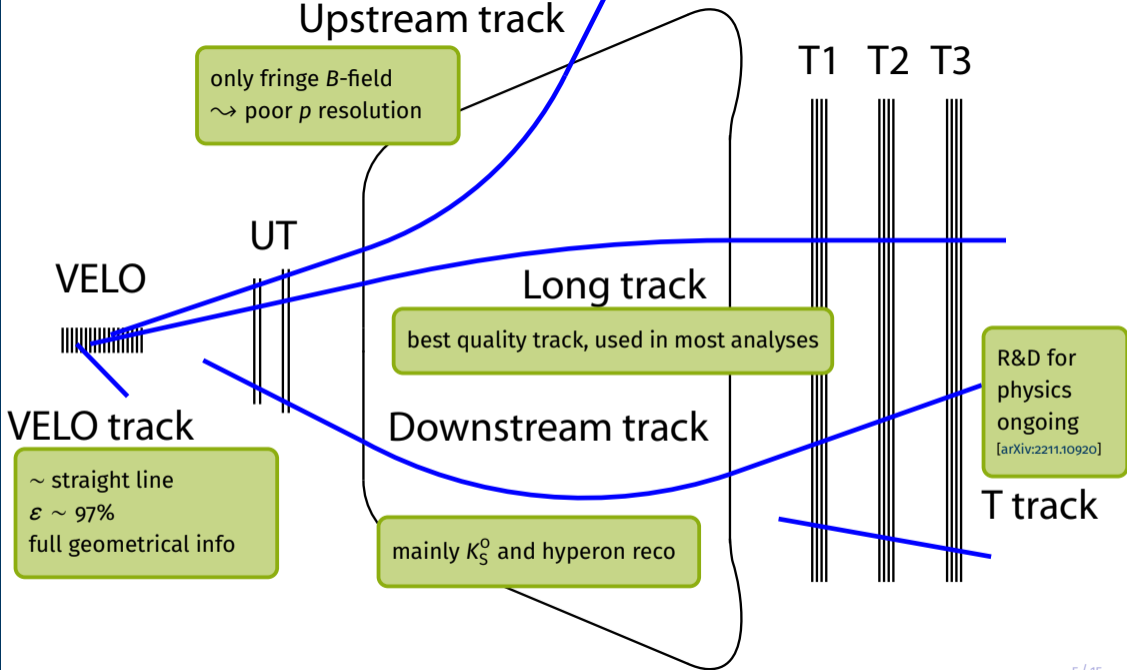 Upstream track
only fringe B-field
⤳ poor p resolution
T1 T2 T3
UT
VELO
Long track
best quality track, used in most analyses
R&D for
physics
ongoing
[arXiv:2211.10920]
VELO track
Downstream track
~ straight line
ε ~ 97%
full geometrical info
T track
mainly K⁰S and hyperon reco